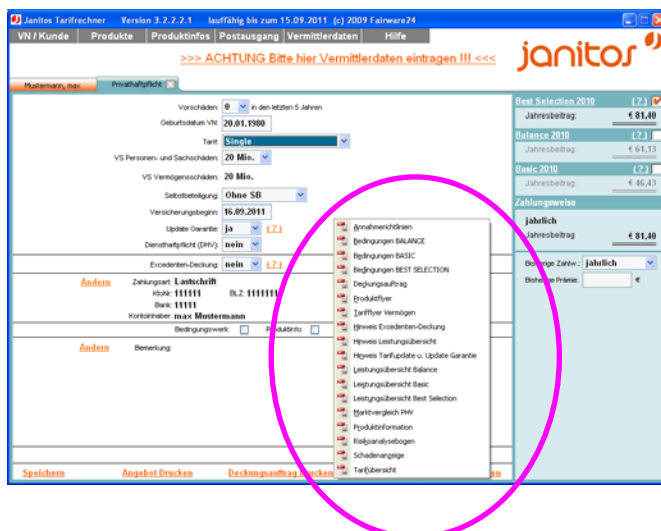 Janitos Tarifrechner Version 3.2.2.2.1 lauffähig bis zum 15.09.2011 (c) 2009 Fairware24
VN / Kunde Produkte Produktinfos Postausgang Vermittlerdaten Hilfe
>>> ACHTUNG Bitte hier Vermittlerdaten eintragen !!! <<<
janitos
Mustermann, max Privathaftpflicht
Vorschäden: 0 in den letzten 5 Jahren
Geburtsdatum VN: 20.01.1980
Tarif: Single
VS Personen- und Sachschäden: 20 Mio.
VS Vermögensschäden: 20 Mio.
Selbstbeteiligung: Ohne SB
Versicherungsbeginn: 16.09.2011
Update Garantie: ja (?)
Diensthaftpflicht (DHV): nein
Excedenten-Deckung: nein (?)
Ändern Zahlungsart: Lastschrift
KtoNr: 111111 BLZ: 1111111
Bank: 11111
Kontoinhaber: max Mustermann
Bedingungswerk: Produktinfo:
Ändern Bemerkung:
Speichern Angebot Drucken Deckungsauftrag Drucken
Annahmerichtlinien
Bedingungen BALANCE
Bedingungen BASIC
Bedingungen BEST SELECTION
Deckungsauftrag
Produktflyer
Tarifflyer Vermögen
Hinweis Excedenten-Deckung
Hinweis Leistungsübersicht
Hinweis Tarifupdate u. Update Garantie
Leistungsübersicht Balance
Leistungsübersicht Basic
Leistungsübersicht Best Selection
Marktvergleich PHV
Produktinformation
Risikoanalysebogen
Schadenanzeige
Tarifübersicht
Best Selection 2010 (?)
Jahresbeitrag: € 81,40
Balance 2010 (?)
Jahresbeitrag: € 61,13
Basic 2010 (?)
Jahresbeitrag: € 46,43
Zahlungsweise
jährlich
Jahresbeitrag € 81,40
Bisherige Zahlw.: jährlich
Bisherige Prämie: €